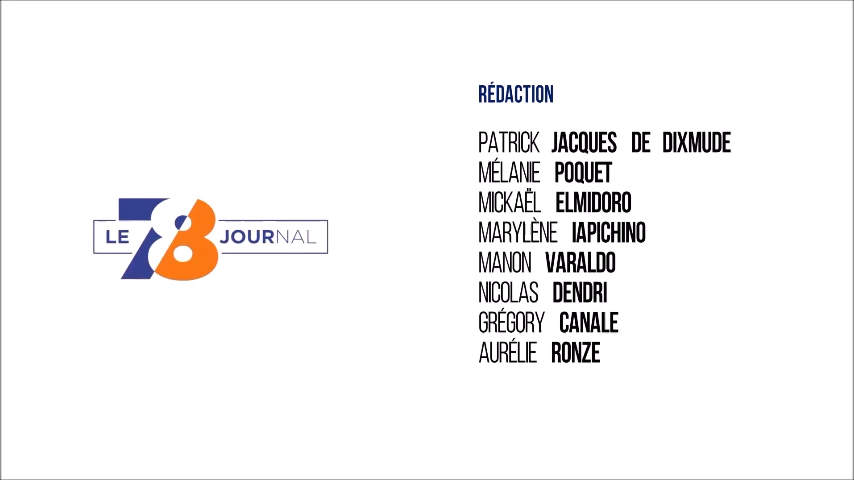 LE 78 JOURNAL
RÉDACTION
PATRICK JACQUES DE DIXMUDE
MÉLANIE POQUET
MICKAËL ELMIDORO
MARYLÈNE IAPICHINO
MANON VARALDO
NICOLAS DENDRI
GRÉGORY CANALE
AURÉLIE RONZE